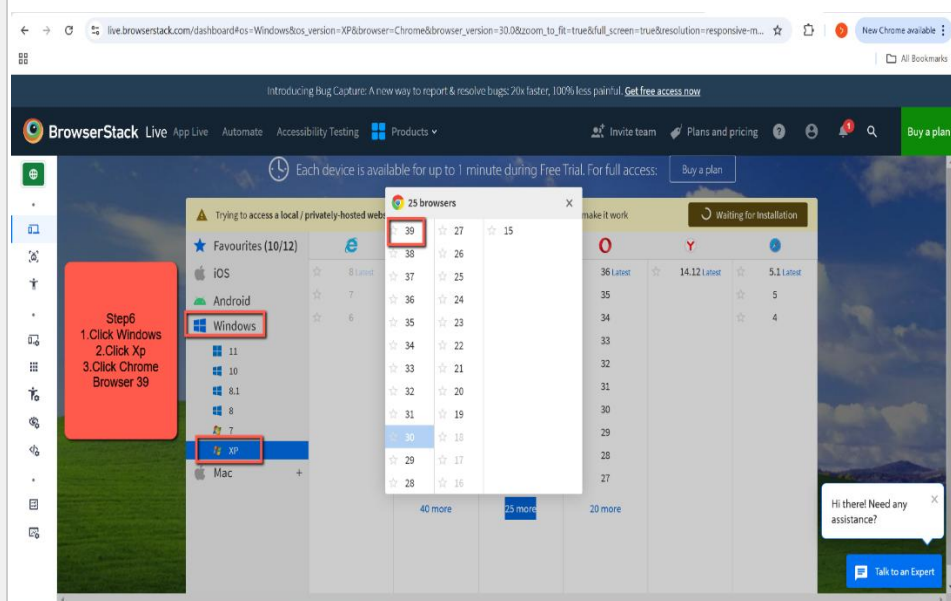 live.browserstack.com/dashboard#os=Windows&os_version=XP&browser=Chrome&browser_version=30.0&zoom_to_fit=true&full_screen=true&resolution=responsive-m...
New Chrome available
All Bookmarks
Introducing Bug Capture: A new way to report & resolve bugs: 20x faster, 100% less painful. Get free access now
BrowserStack Live App Live Automate Accessibility Testing Products Invite team Plans and pricing Buy a plan
Each device is available for up to 1 minute during Free Trial. For full access: Buy a plan
Trying to access a local / privately-hosted webs
make it work
Waiting for Installation
25 browsers X
39 27 15
38 26
37 25
36 24
35 23
34 22
33 21
32 20
31 19
30 18
29 17
28 16
Favourites (10/12)
iOS
Android
Windows
11
10
8.1
8
7
XP
Mac +
8 Latest
7
6
36 Latest
35
34
33
32
31
30
29
28
27
14.12 Latest
5.1 Latest
5
4
40 more 25 more 20 more
Step6
1.Click Windows
2.Click Xp
3.Click Chrome
Browser 39
Hi there! Need any
assistance?
Talk to an Expert